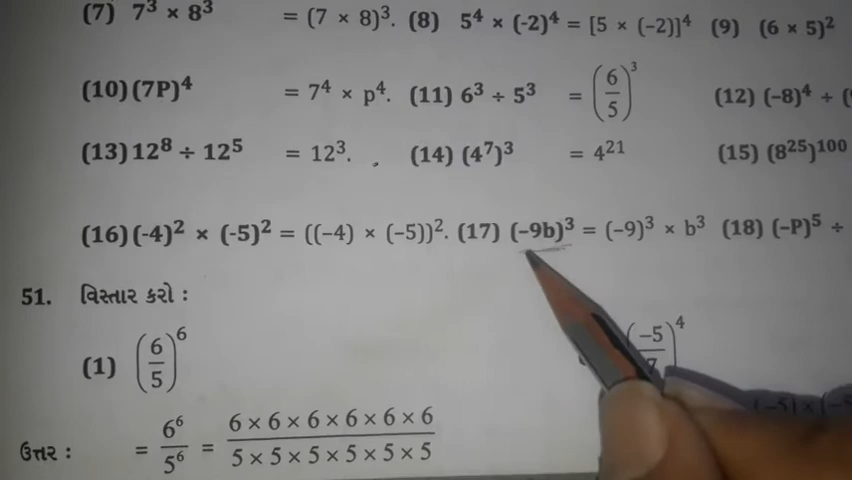 (7) 7³ × 8³ = (7 × 8)³. (8) 5⁴ × (-2)⁴ = [5 × (−2)]⁴ (9) (6 × 5)²
(10) (7P)⁴ = 7⁴ × p⁴. (11) 6³ ÷ 5³ = (6/5)³ (12) (-8)⁴ ÷ (
(13) 12⁸ ÷ 12⁵ = 12³. (14) (4⁷)³ = 4²¹ (15) (8²⁵)¹⁰⁰
(16) (-4)² × (-5)² = ((−4) × (−5))². (17) (-9b)³ = (−9)³ × b³ (18) (-P)⁵ ÷
51. વિસ્તાર કરો :
(1) (6/5)⁶ (−5/7)⁴
ઉત્તર : = 6⁶/5⁶ = 6 × 6 × 6 × 6 × 6 × 6/5 × 5 × 5 × 5 × 5 × 5